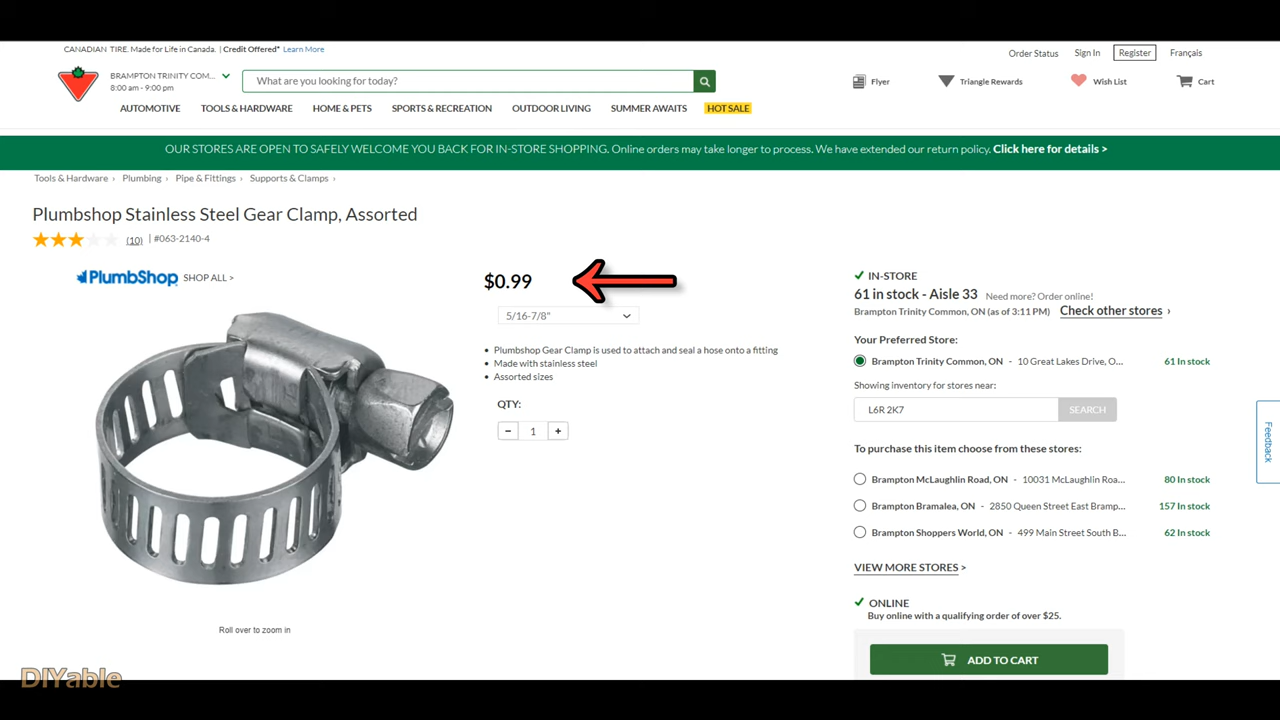 CANADIAN TIRE. Made for Life in Canada. | Credit Offered* Learn More
Order Status Sign In Register Français
BRAMPTON TRINITY COM...
8:00 am - 9:00 pm
What are you looking for today?
Flyer Triangle Rewards Wish List Cart
AUTOMOTIVE TOOLS & HARDWARE HOME & PETS SPORTS & RECREATION OUTDOOR LIVING SUMMER AWAITS HOT SALE
OUR STORES ARE OPEN TO SAFELY WELCOME YOU BACK FOR IN-STORE SHOPPING. Online orders may take longer to process. We have extended our return policy. Click here for details >
Tools & Hardware › Plumbing › Pipe & Fittings › Supports & Clamps ›
Plumbshop Stainless Steel Gear Clamp, Assorted
(10) | #063-2140-4
PlumbShop SHOP ALL >
$0.99
5/16-7/8"
• Plumbshop Gear Clamp is used to attach and seal a hose onto a fitting
• Made with stainless steel
• Assorted sizes
QTY:
− 1 +
Roll over to zoom in
IN-STORE
61 in stock - Aisle 33 Need more? Order online!
Brampton Trinity Common, ON (as of 3:11 PM) Check other stores ›
Your Preferred Store:
Brampton Trinity Common, ON - 10 Great Lakes Drive, O... 61 In stock
Showing inventory for stores near:
L6R 2K7 SEARCH
To purchase this item choose from these stores:
Brampton McLaughlin Road, ON - 10031 McLaughlin Roa... 80 In stock
Brampton Bramalea, ON - 2850 Queen Street East Bramp... 157 In stock
Brampton Shoppers World, ON - 499 Main Street South B... 62 In stock
VIEW MORE STORES >
ONLINE
Buy online with a qualifying order of over $25.
ADD TO CART
Feedback
DIYable